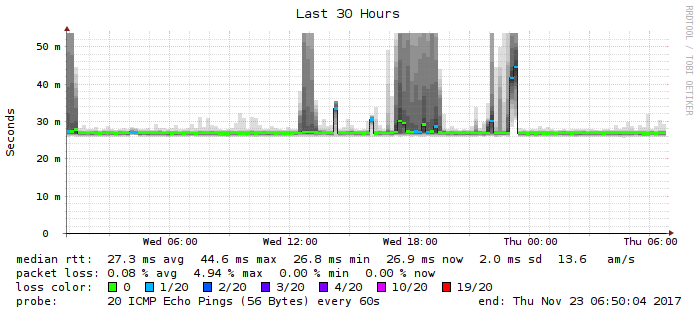 Last 30 Hours
RRDTOOL / TOBI OETIKER
Seconds
50 m
40 m
30 m
20 m
10 m
0
Wed 06:00 Wed 12:00 Wed 18:00 Thu 00:00 Thu 06:00
median rtt: 27.3 ms avg 44.6 ms max 26.8 ms min 26.9 ms now 2.0 ms sd 13.6 am/s
packet loss: 0.08 % avg 4.94 % max 0.00 % min 0.00 % now
loss color: 0 1/20 2/20 3/20 4/20 10/20 19/20
probe: 20 ICMP Echo Pings (56 Bytes) every 60s end: Thu Nov 23 06:50:04 2017